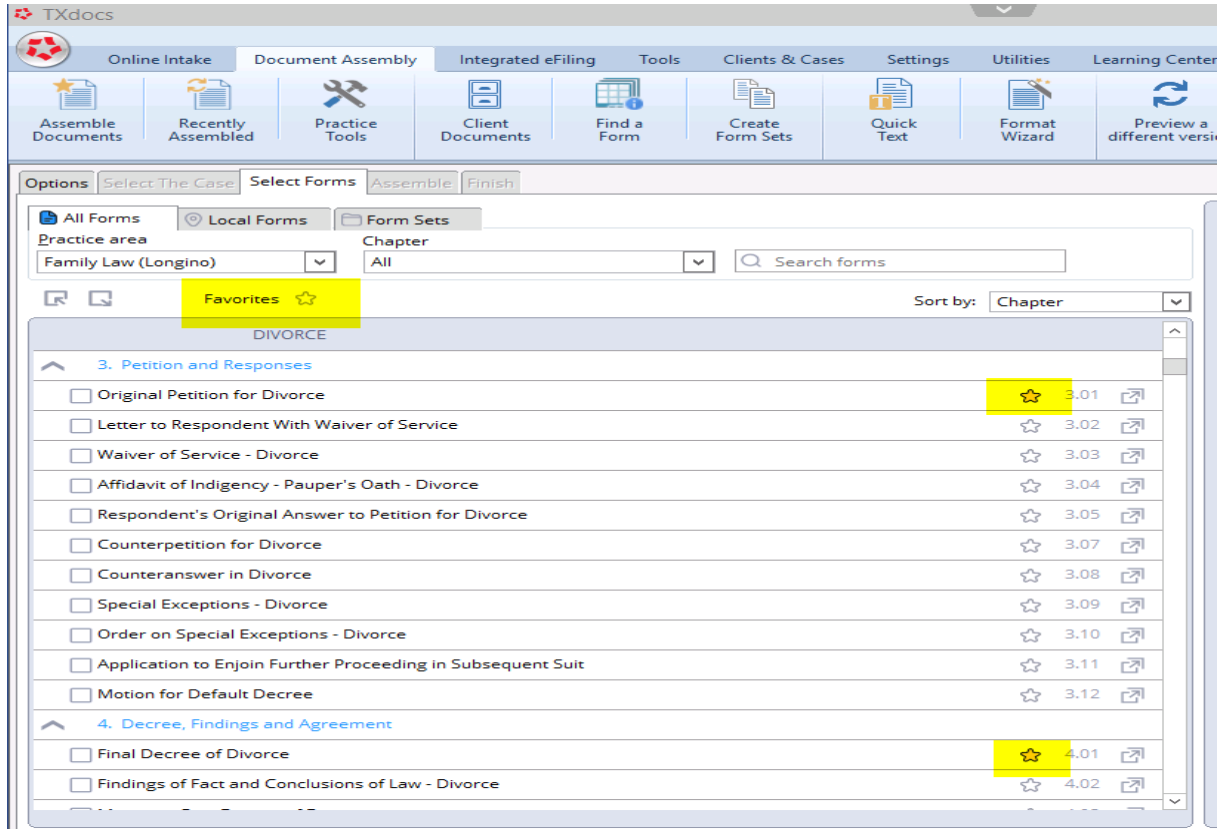 TXdocs
Online Intake Document Assembly Integrated eFiling Tools Clients & Cases Settings Utilities Learning Center
Assemble Documents
Recently Assembled
Practice Tools
Client Documents
Find a Form
Create Form Sets
Quick Text
Format Wizard
Preview a different
Options Select The Case Select Forms Assemble Finish
All Forms Local Forms Form Sets
Practice area Chapter
Family Law (Longino) All Search forms
Favorites Sort by: Chapter
DIVORCE
3. Petition and Responses
Original Petition for Divorce 3.01
Letter to Respondent With Waiver of Service 3.02
Waiver of Service - Divorce 3.03
Affidavit of Indigency - Pauper's Oath - Divorce 3.04
Respondent's Original Answer to Petition for Divorce 3.05
Counterpetition for Divorce 3.07
Counteranswer in Divorce 3.08
Special Exceptions - Divorce 3.09
Order on Special Exceptions - Divorce 3.10
Application to Enjoin Further Proceeding in Subsequent Suit 3.11
Motion for Default Decree 3.12
4. Decree, Findings and Agreement
Final Decree of Divorce 4.01
Findings of Fact and Conclusions of Law - Divorce 4.02